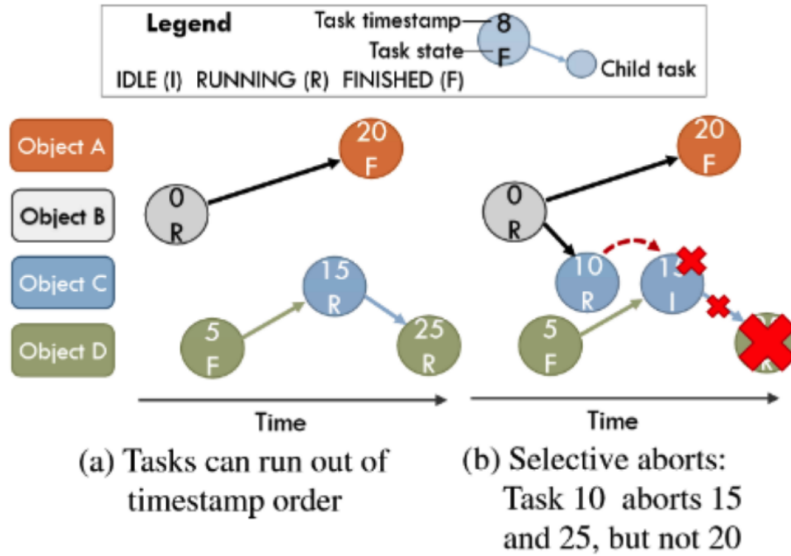 Legend
Task timestamp
8
Task state
F
Child task
IDLE (I) RUNNING (R) FINISHED (F)
Object A
20
F
20
F
Object B
0
R
0
R
Object C
15
R
10
R
I
Object D
5
F
25
R
5
F
R
Time
Time
(a) Tasks can run out of
timestamp order
(b) Selective aborts:
Task 10 aborts 15
and 25, but not 20